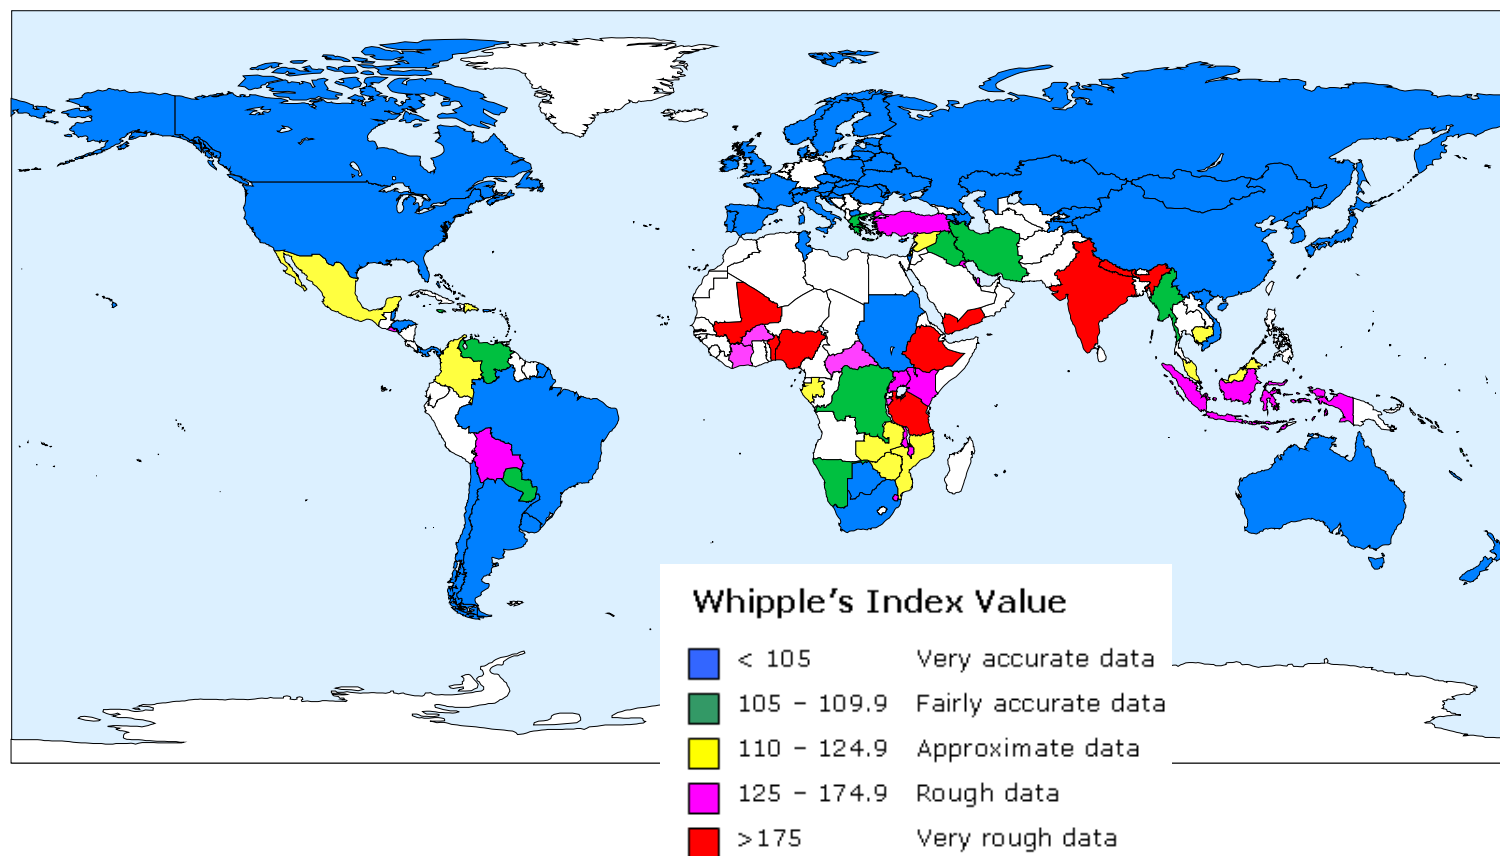 Whipple's Index Value
< 105 Very accurate data
105 – 109.9 Fairly accurate data
110 – 124.9 Approximate data
125 – 174.9 Rough data
>175 Very rough data